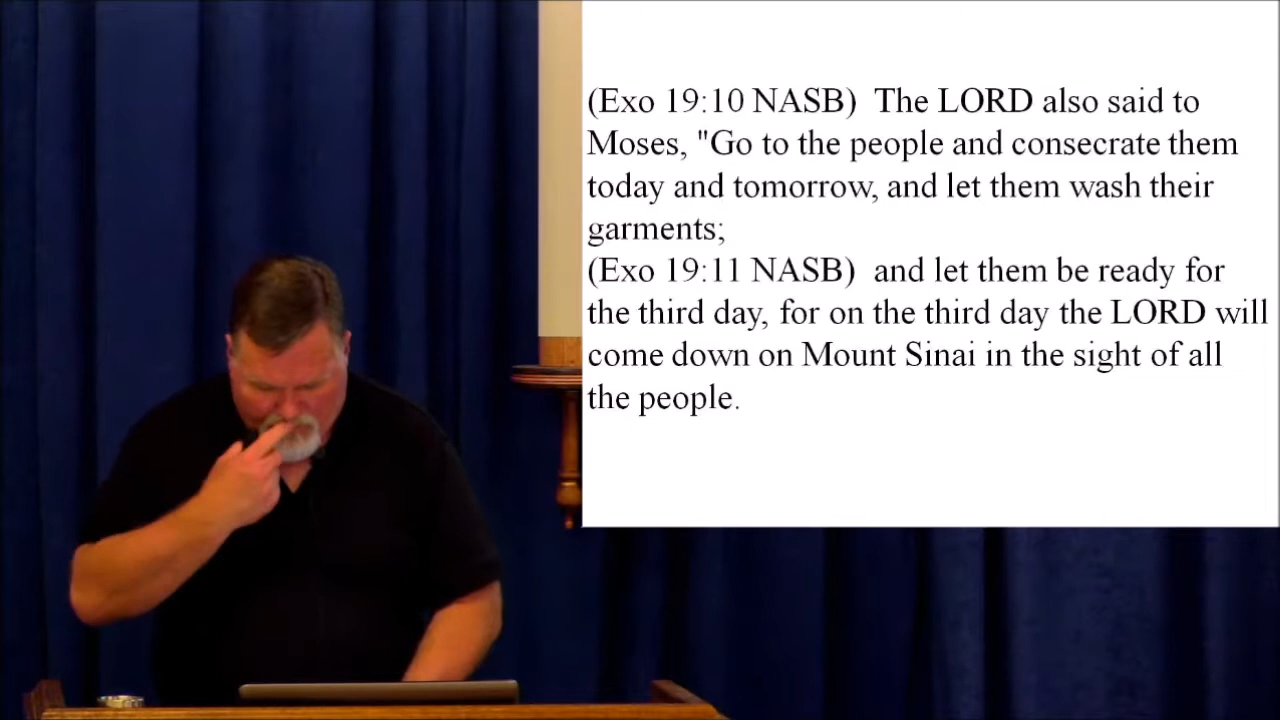 (Exo 19:10 NASB)  The LORD also said to
Moses, "Go to the people and consecrate them
today and tomorrow, and let them wash their
garments;
(Exo 19:11 NASB)  and let them be ready for
the third day, for on the third day the LORD will
come down on Mount Sinai in the sight of all
the people.